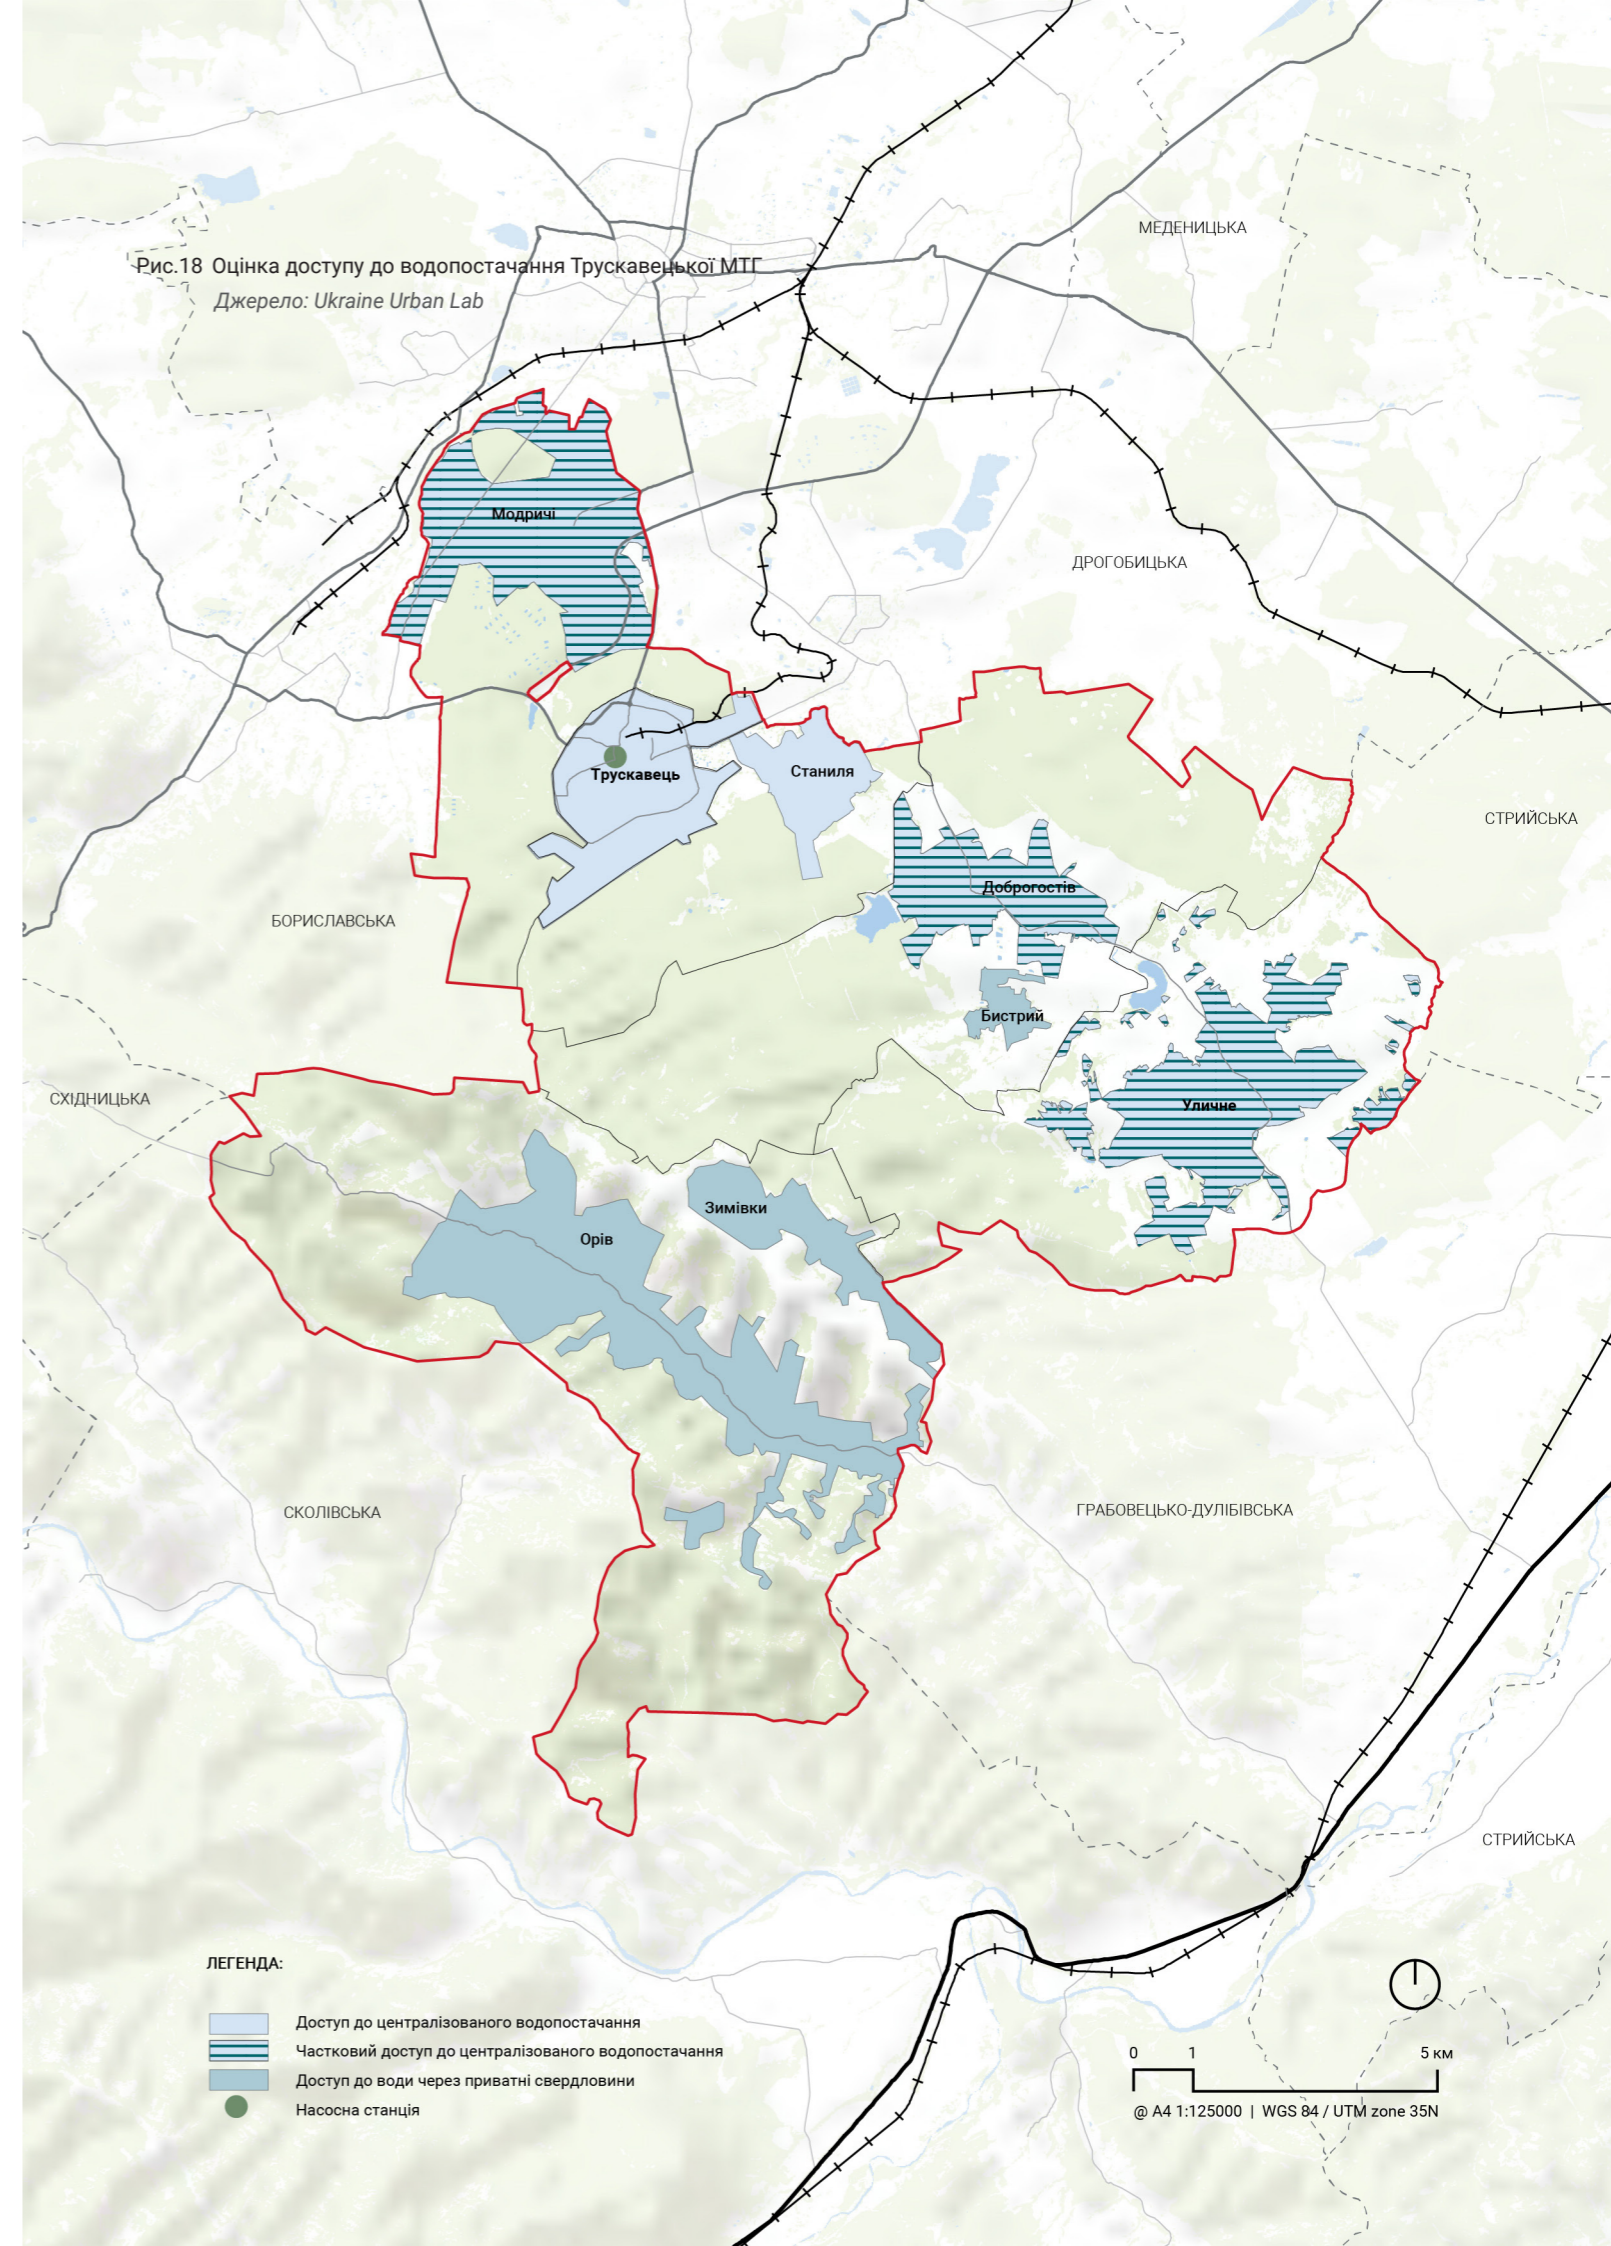 МЕДЕНИЦЬКА
Рис.18 Оцінка доступу до водопостачання Трускавецької МТГ
Джерело: Ukraine Urban Lab
Модричі
ДРОГОБИЦЬКА
Трускавець
Станиля
СТРИЙСЬКА
Доброгостів
БОРИСЛАВСЬКА
Бистрий
СХІДНИЦЬКА
Уличне
Зимівки
Орів
СКОЛІВСЬКА
ГРАБОВЕЦЬКО-ДУЛІБІВСЬКА
СТРИЙСЬКА
ЛЕГЕНДА:
Доступ до централізованого водопостачання
Частковий доступ до централізованого водопостачання
Доступ до води через приватні свердловини
Насосна станція
0 1 5 км
@ A4 1:125000 | WGS 84 / UTM zone 35N